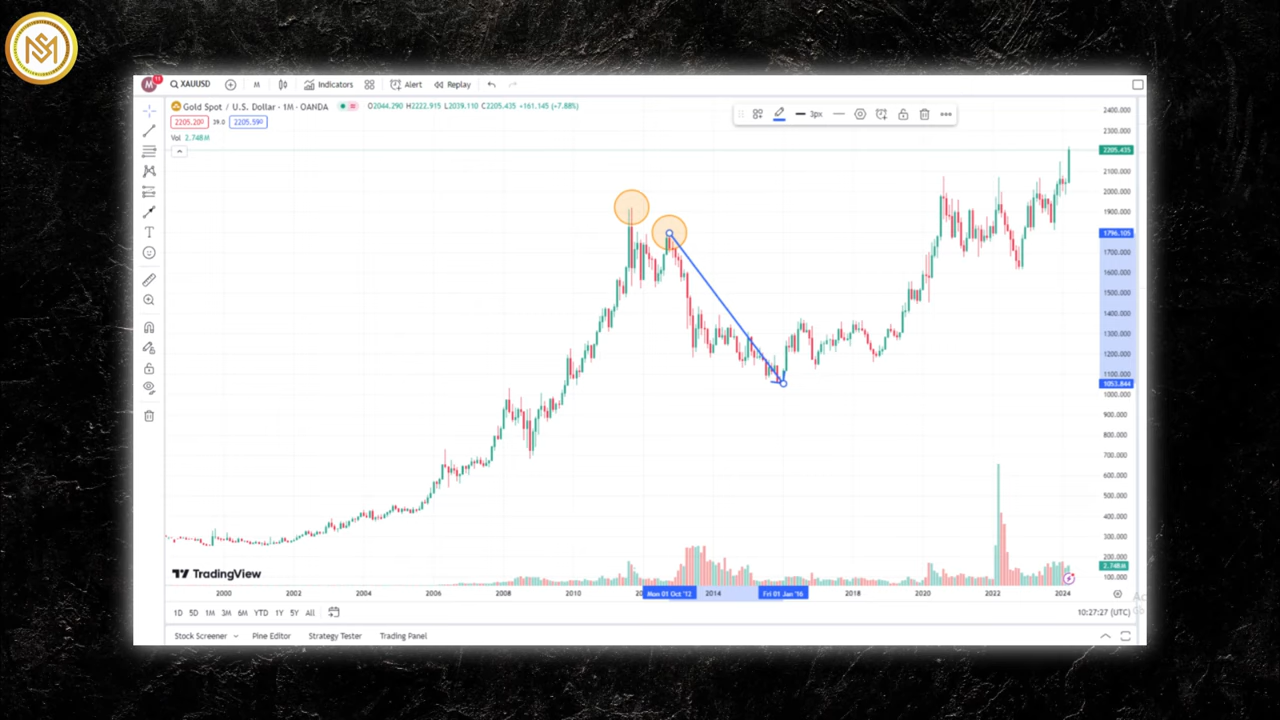 SM
M 11 XAUUSD M Indicators Alert Replay
Gold Spot / U.S. Dollar · 1M · OANDA O2044.290 H2222.915 L2039.110 C2205.435 +161.145 (+7.88%)
2205.200 39.0 2205.590
3px
Vol 2.748M
2400.000
2300.000
2205.435
2100.000
2000.000
1900.000
1796.105
1700.000
1600.000
1500.000
1400.000
1300.000
1200.000
1100.000
1053.844
1000.000
900.000
800.000
700.000
600.000
500.000
400.000
300.000
200.000
2.748M
100.000
TradingView
2000 2002 2004 2006 2008 2010 Mon 01 Oct '12 2014 Fri 01 Jan '16 2018 2020 2022 2024
1D 5D 1M 3M 6M YTD 1Y 5Y All 10:27:27 (UTC)
Stock Screener Pine Editor Strategy Tester Trading Panel